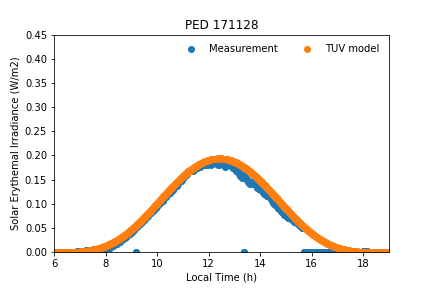 PED 171128
Measurement
TUV model
Solar Erythemal Irradiance (W/m2)
0.45
0.40
0.35
0.30
0.25
0.20
0.15
0.10
0.05
0.00
6 8 10 12 14 16 18
Local Time (h)